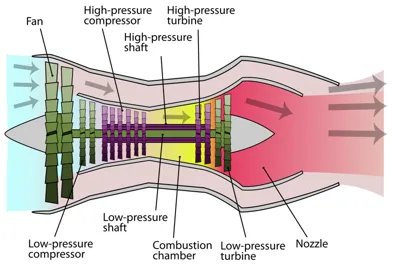 High-pressure
compressor
High-pressure
turbine
Fan
High-pressure
shaft
Low-pressure
compressor
Low-pressure
shaft
Combustion
chamber
Low-pressure
turbine
Nozzle